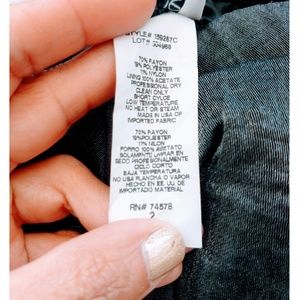 STYLE# 189287C
LOT# 304968
70% RAYON
19% POLYESTER
11% NYLON
LINING 100% ACETATE
PROFESSIONAL DRY
CLEAN ONLY
SHORT CYCLE
LOW TEMPERATURE
NO HEAT OR STEAM
MADE IN USA OF
IMPORTED FABRIC
70% RAYON
19% POLYESTER
11% NILON
FORRO 100% ACETATO
SOLAMENTE LIMPIAR EN
SECO PROFESIONALMENTE
CICLO CORTO
BAJA TEMPERATURA
NO USA PLANCHA O VAPOR
HECHO EN EE. UU. DE
IMPORTADO MATERIAL
RN# 74578
2